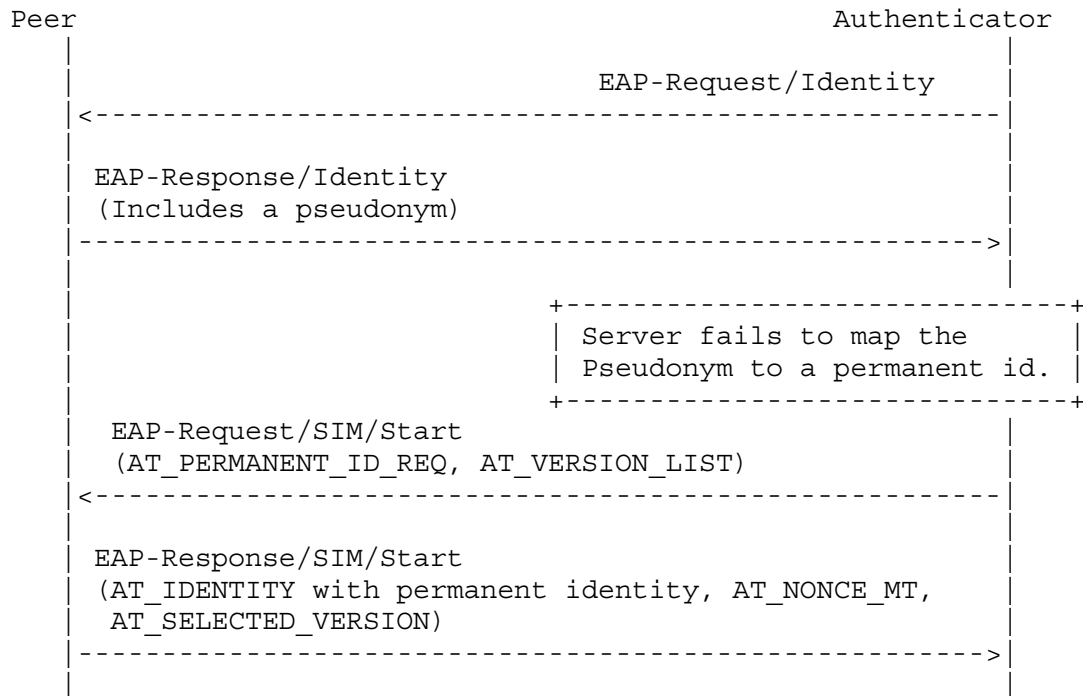 Peer Authenticator
EAP-Request/Identity
EAP-Response/Identity
(Includes a pseudonym)
Server fails to map the
Pseudonym to a permanent id.
EAP-Request/SIM/Start
(AT_PERMANENT_ID_REQ, AT_VERSION_LIST)
EAP-Response/SIM/Start
(AT_IDENTITY with permanent identity, AT_NONCE_MT,
AT_SELECTED_VERSION)